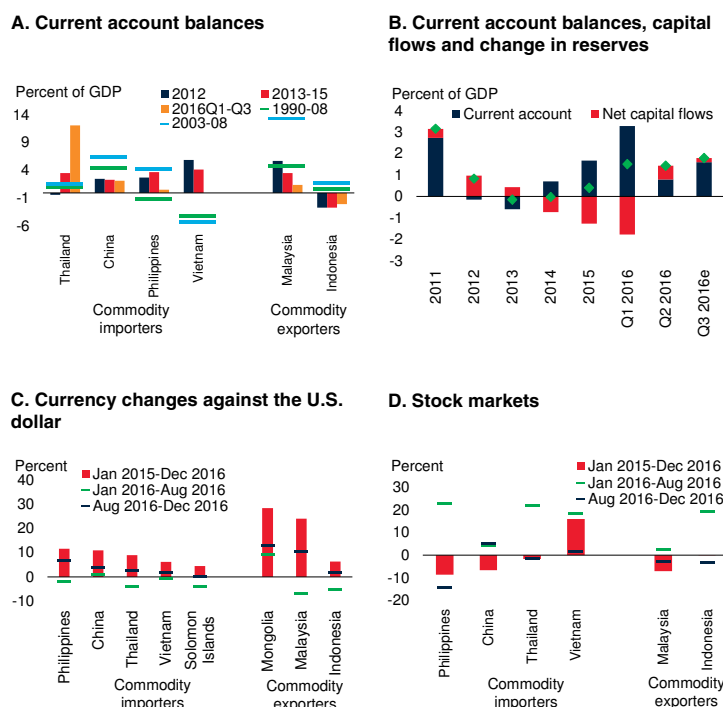 A. Current account balances
Percent of GDP
2012
2013-15
2016Q1-Q3
1990-08
2003-08
14
9
4
-1
-6
Thailand
China
Philippines
Vietnam
Malaysia
Indonesia
Commodity
importers
Commodity
exporters
B. Current account balances, capital
flows and change in reserves
Percent of GDP
Current account
Net capital flows
4
3
2
1
0
-1
-2
-3
2011
2012
2013
2014
2015
Q1 2016
Q2 2016
Q3 2016e
C. Currency changes against the U.S.
dollar
Percent
Jan 2015-Dec 2016
Jan 2016-Aug 2016
Aug 2016-Dec 2016
40
30
20
10
0
-10
Philippines
China
Thailand
Vietnam
Solomon
Islands
Mongolia
Malaysia
Indonesia
Commodity
importers
Commodity
exporters
D. Stock markets
Percent
Jan 2015-Dec 2016
Jan 2016-Aug 2016
Aug 2016-Dec 2016
30
20
10
0
-10
-20
Philippines
China
Thailand
Vietnam
Malaysia
Indonesia
Commodity
importers
Commodity
exporters